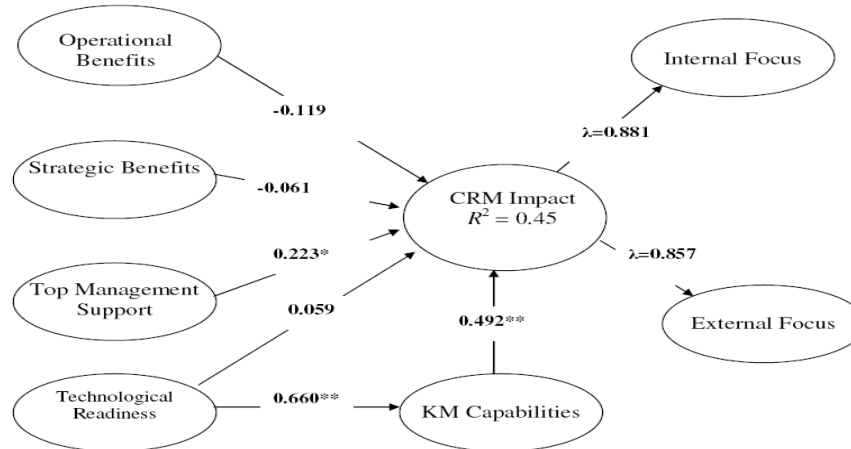 Operational
Benefits
Internal Focus
-0.119
λ=0.881
Strategic Benefits
-0.061
CRM Impact
R² = 0.45
0.223*
λ=0.857
Top Management
Support
0.059
0.492**
External Focus
Technological
Readiness
0.660**
KM Capabilities